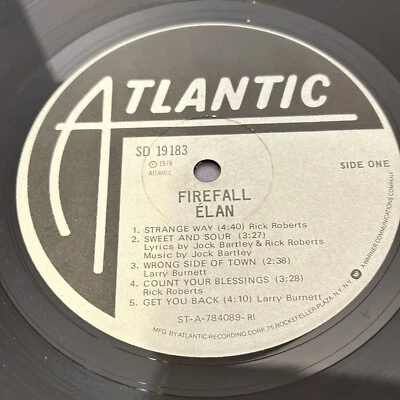 ATLANTIC
SD 19183
℗ 1978
Atlantic
SIDE ONE
FIREFALL
ÉLAN
1. STRANGE WAY (4:40) Rick Roberts
2. SWEET AND SOUR (3:27)
Lyrics by Jock Bartley & Rick Roberts
Music by Jock Bartley
3. WRONG SIDE OF TOWN (2:38)
Larry Burnett
4. COUNT YOUR BLESSINGS (3:28)
Rick Roberts
5. GET YOU BACK (4:10) Larry Burnett
ST-A-784089-RI
MFG. BY ATLANTIC RECORDING CORP., 75 ROCKEFELLER PLAZA, N.Y., N.Y.
A WARNER COMMUNICATIONS COMPANY